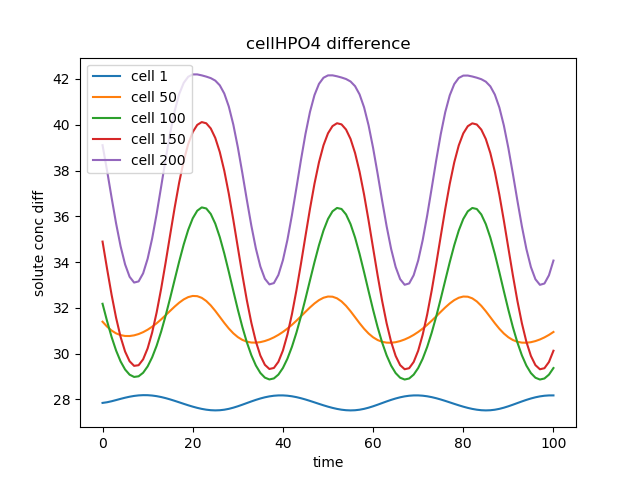 cellHPO4 difference
solute conc diff
42
40
38
36
34
32
30
28
cell 1
cell 50
cell 100
cell 150
cell 200
0 20 40 60 80 100
time